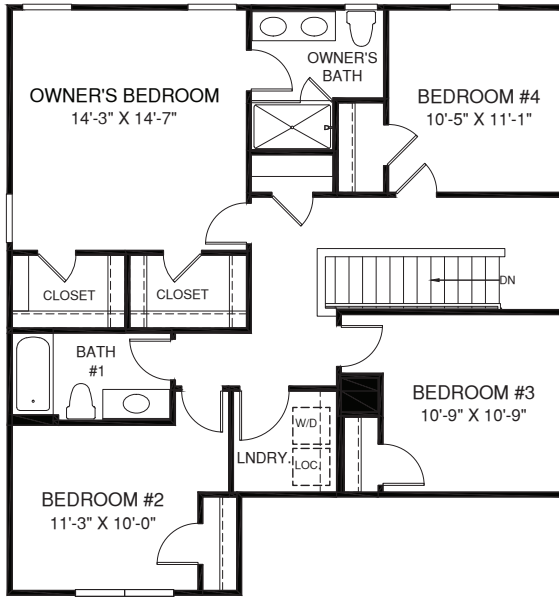 OWNER'S BEDROOM
14'-3" X 14'-7"
OWNER'S
BATH
BEDROOM #4
10'-5" X 11'-1"
CLOSET
CLOSET
DN
BATH
#1
BEDROOM #3
10'-9" X 10'-9"
W/D
LNDRY.
LOC.
BEDROOM #2
11'-3" X 10'-0"